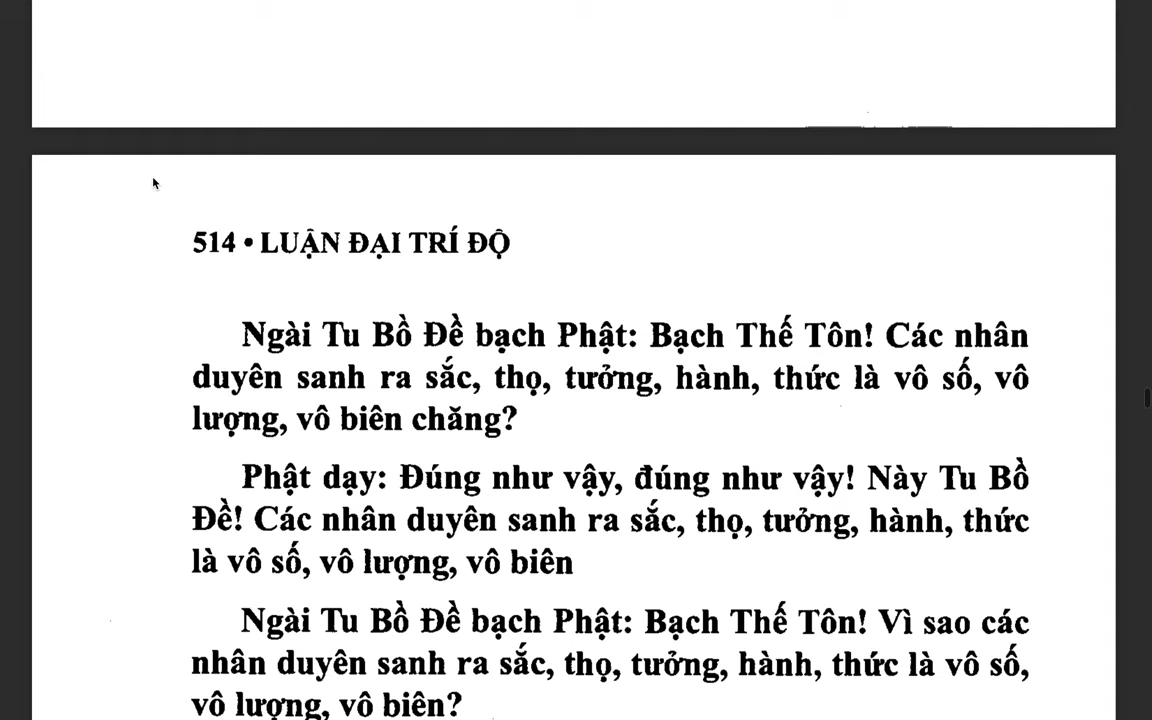 514 • LUẬN ĐẠI TRÍ ĐỘ
Ngài Tu Bồ Đề bạch Phật: Bạch Thế Tôn! Các nhân
duyên sanh ra sắc, thọ, tưởng, hành, thức là vô số, vô
lượng, vô biên chăng?
Phật dạy: Đúng như vậy, đúng như vậy! Này Tu Bồ
Đề! Các nhân duyên sanh ra sắc, thọ, tưởng, hành, thức
là vô số, vô lượng, vô biên
Ngài Tu Bồ Đề bạch Phật: Bạch Thế Tôn! Vì sao các
nhân duyên sanh ra sắc, thọ, tưởng, hành, thức là vô số,
vô lượng, vô biên?